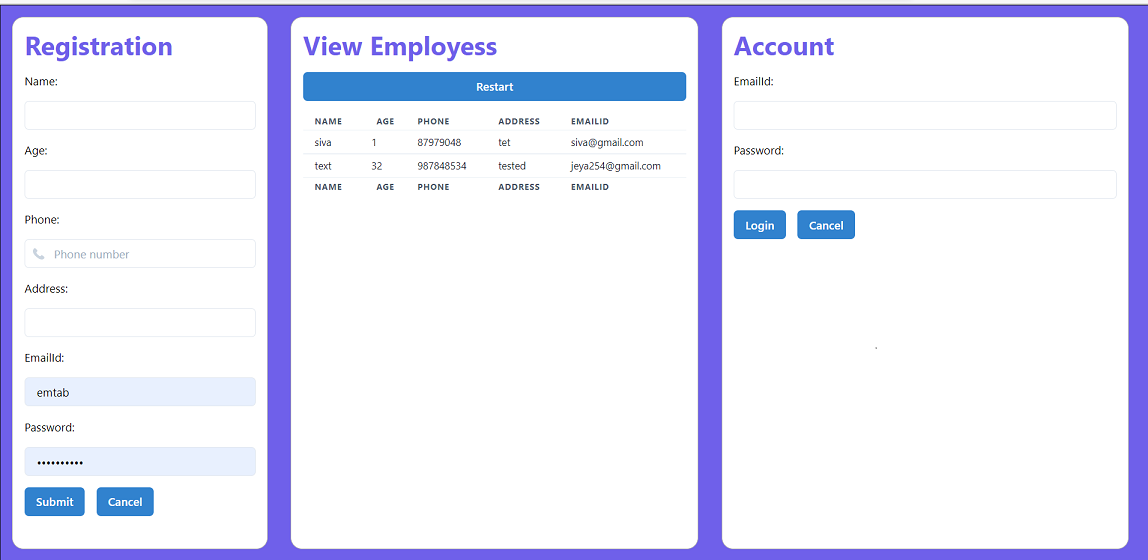 Registration
Name:
Age:
Phone:
Phone number
Address:
EmailId:
emtab
Password:
••••••••••
Submit Cancel
View Employess
Restart
NAME AGE PHONE ADDRESS EMAILID
siva 1 87979048 tet siva@gmail.com
text 32 987848534 tested jeya254@gmail.com
NAME AGE PHONE ADDRESS EMAILID
Account
EmailId:
Password:
Login Cancel